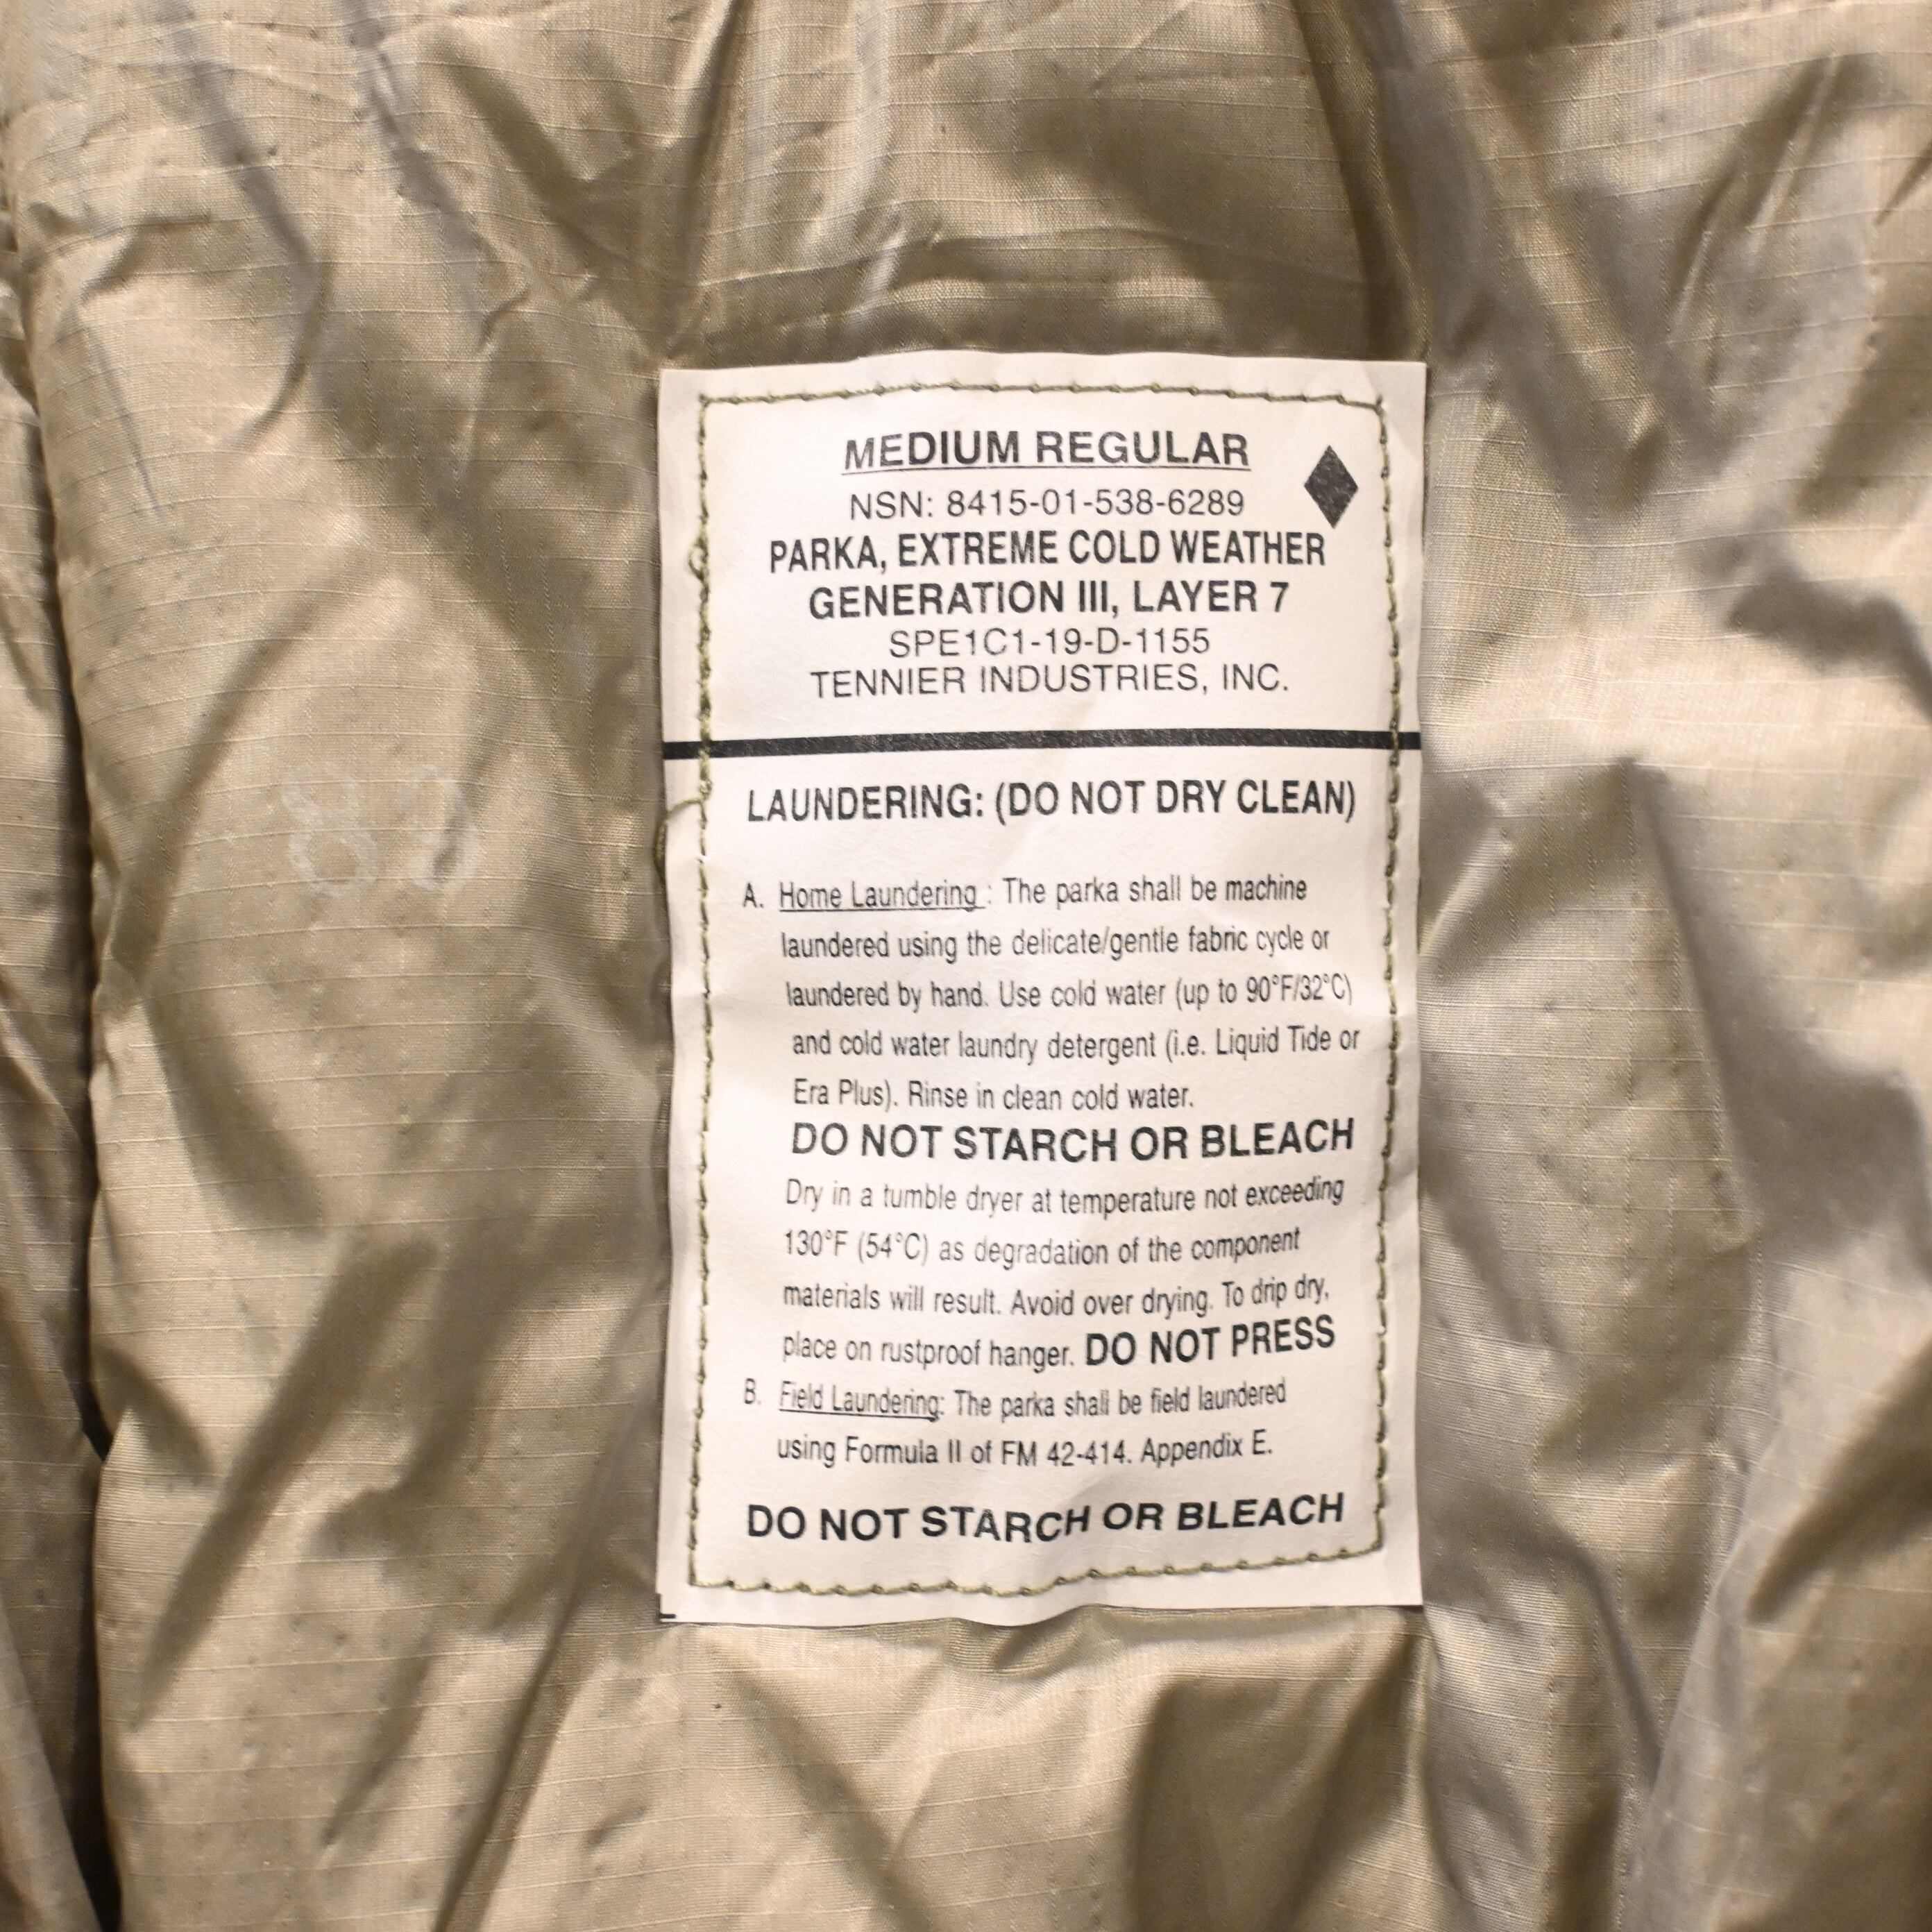 MEDIUM REGULAR
NSN: 8415-01-538-6289
PARKA, EXTREME COLD WEATHER
GENERATION III, LAYER 7
SPE1C1-19-D-1155
TENNIER INDUSTRIES, INC.
LAUNDERING: (DO NOT DRY CLEAN)
A. Home Laundering : The parka shall be machine
laundered using the delicate/gentle fabric cycle or
laundered by hand. Use cold water (up to 90°F/32°C)
and cold water laundry detergent (i.e. Liquid Tide or
Era Plus). Rinse in clean cold water.
DO NOT STARCH OR BLEACH
Dry in a tumble dryer at temperature not exceeding
130°F (54°C) as degradation of the component
materials will result. Avoid over drying. To drip dry,
place on rustproof hanger. DO NOT PRESS
B. Field Laundering: The parka shall be field laundered
using Formula II of FM 42-414. Appendix E.
DO NOT STARCH OR BLEACH